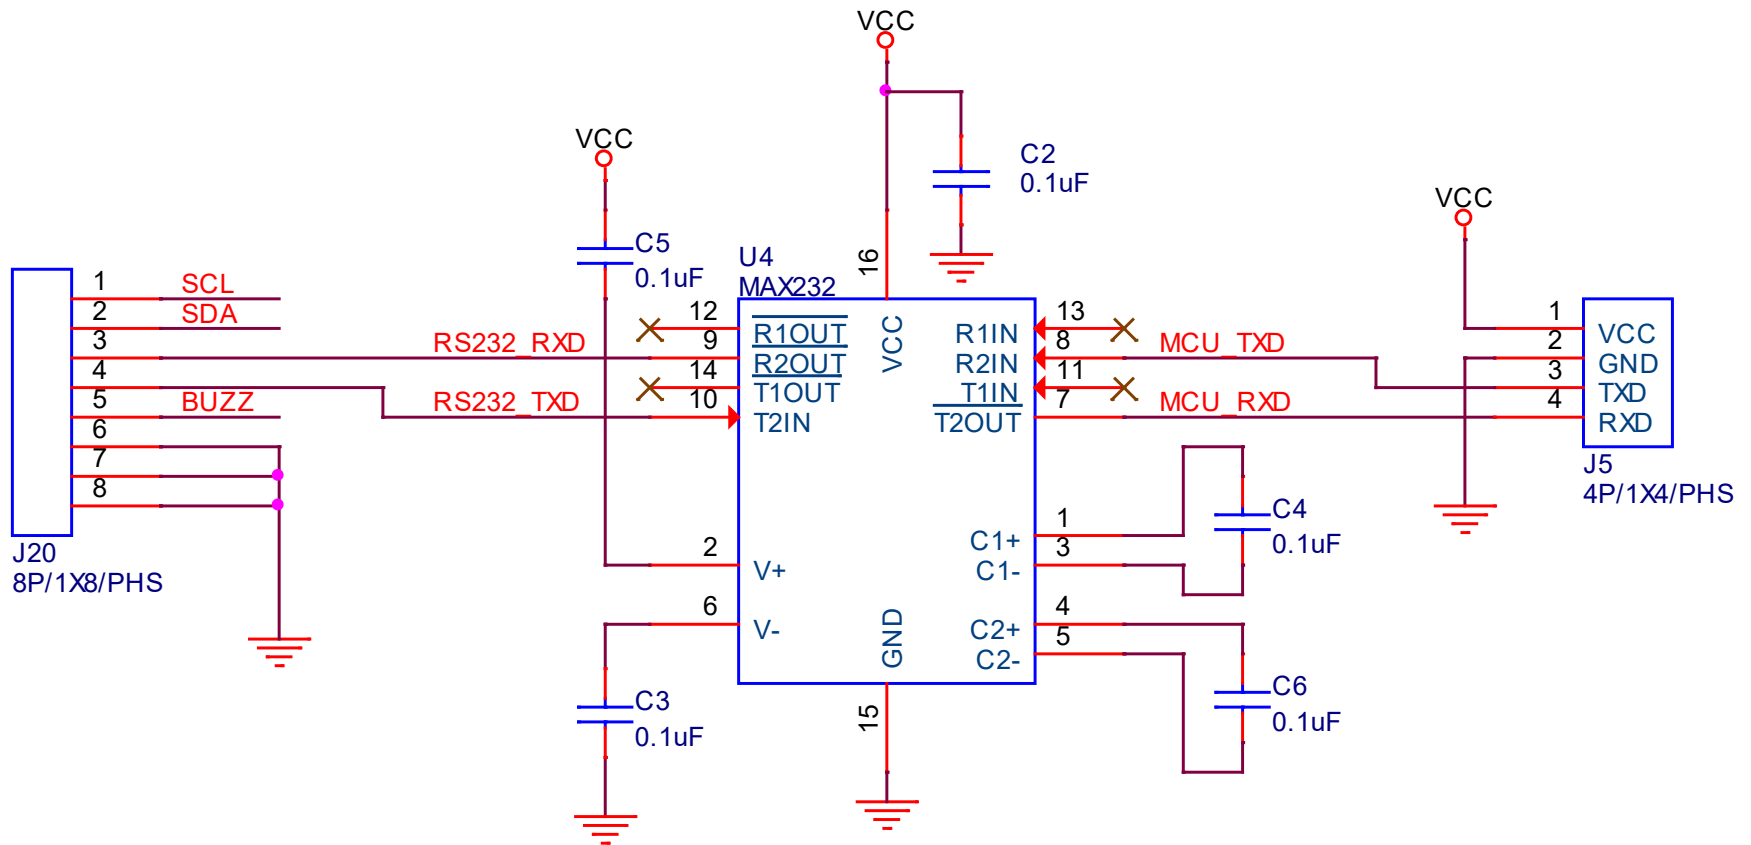 VCC
VCC
C2
0.1uF
VCC
C5
0.1uF
U4
MAX232
16
1 SCL
2 SDA
3 RS232_RXD
4
5 BUZZ RS232_TXD
6
7
8
J20
8P/1X8/PHS
12 R1OUT
9 R2OUT
14 T1OUT
10 T2IN
2 V+
6 V-
VCC
GND
R1IN 13
R2IN 8 MCU_TXD
T1IN 11
T2OUT 7 MCU_RXD
C1+ 1
C1- 3
C2+ 4
C2- 5
15
C4
0.1uF
C6
0.1uF
C3
0.1uF
1 VCC
2 GND
3 TXD
4 RXD
J5
4P/1X4/PHS